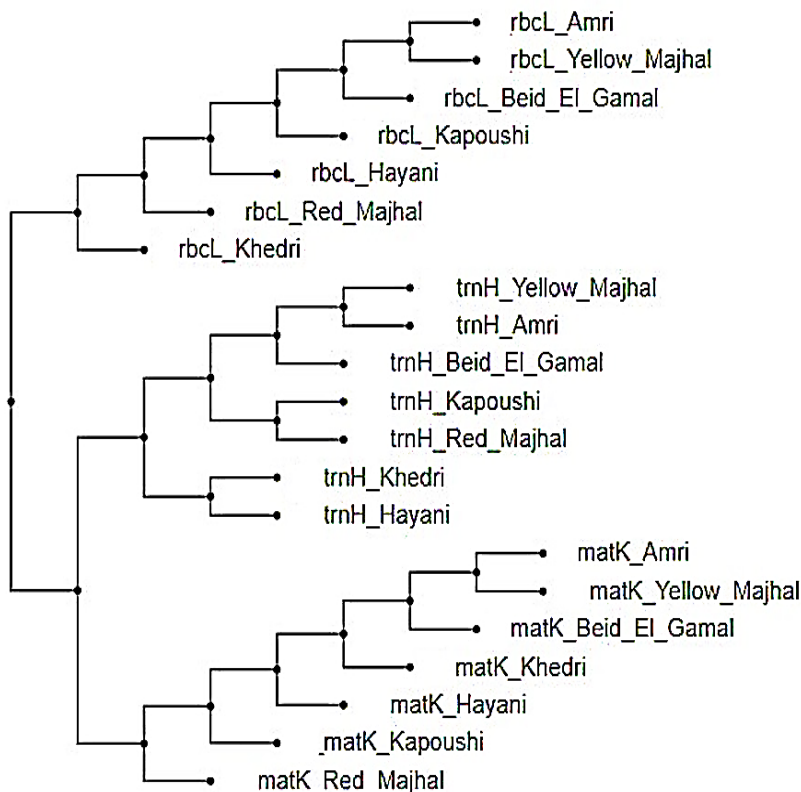 rbcL_Amri
rbcL_Yellow_Majhal
rbcL_Beid_El_Gamal
rbcL_Kapoushi
rbcL_Hayani
rbcL_Red_Majhal
rbcL_Khedri
trnH_Yellow_Majhal
trnH_Amri
trnH_Beid_El_Gamal
trnH_Kapoushi
trnH_Red_Majhal
trnH_Khedri
trnH_Hayani
matK_Amri
matK_Yellow_Majhal
matK_Beid_El_Gamal
matK_Khedri
matK_Hayani
matK_Kapoushi
matK_Red_Majhal